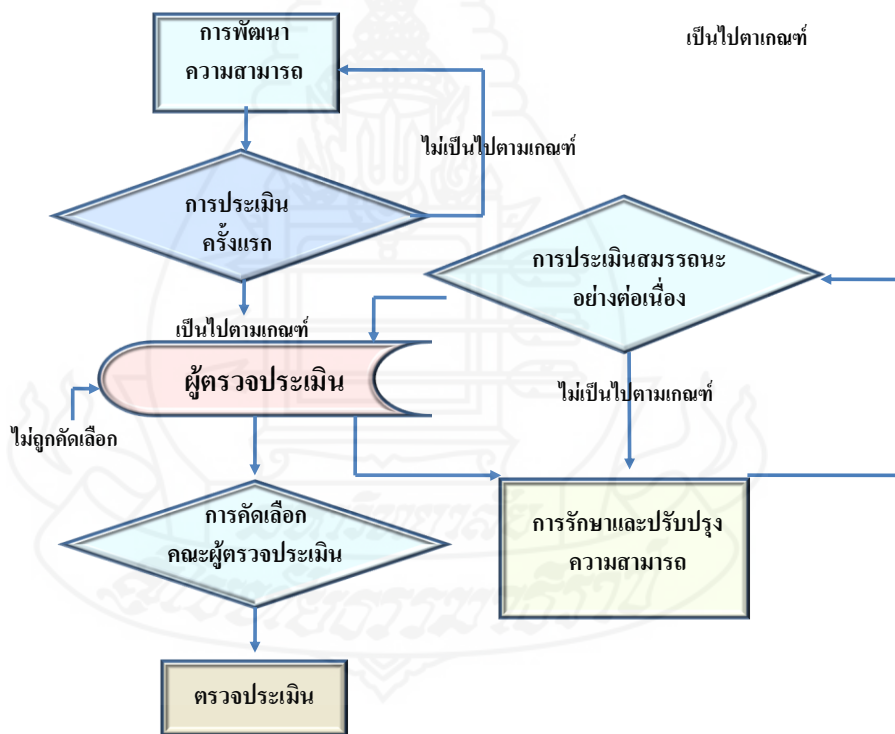 การพัฒนา
ความสามารถ
เป็นไปตาเกณฑ์
ไม่เป็นไปตามเกณฑ์
การประเมิน
ครั้งแรก
การประเมินสมรรถนะ
อย่างต่อเนื่อง
เป็นไปตามเกณฑ์
ผู้ตรวจประเมิน
ไม่เป็นไปตามเกณฑ์
ไม่ถูกคัดเลือก
การคัดเลือก
คณะผู้ตรวจประเมิน
การรักษาและปรับปรุง
ความสามารถ
ตรวจประเมิน